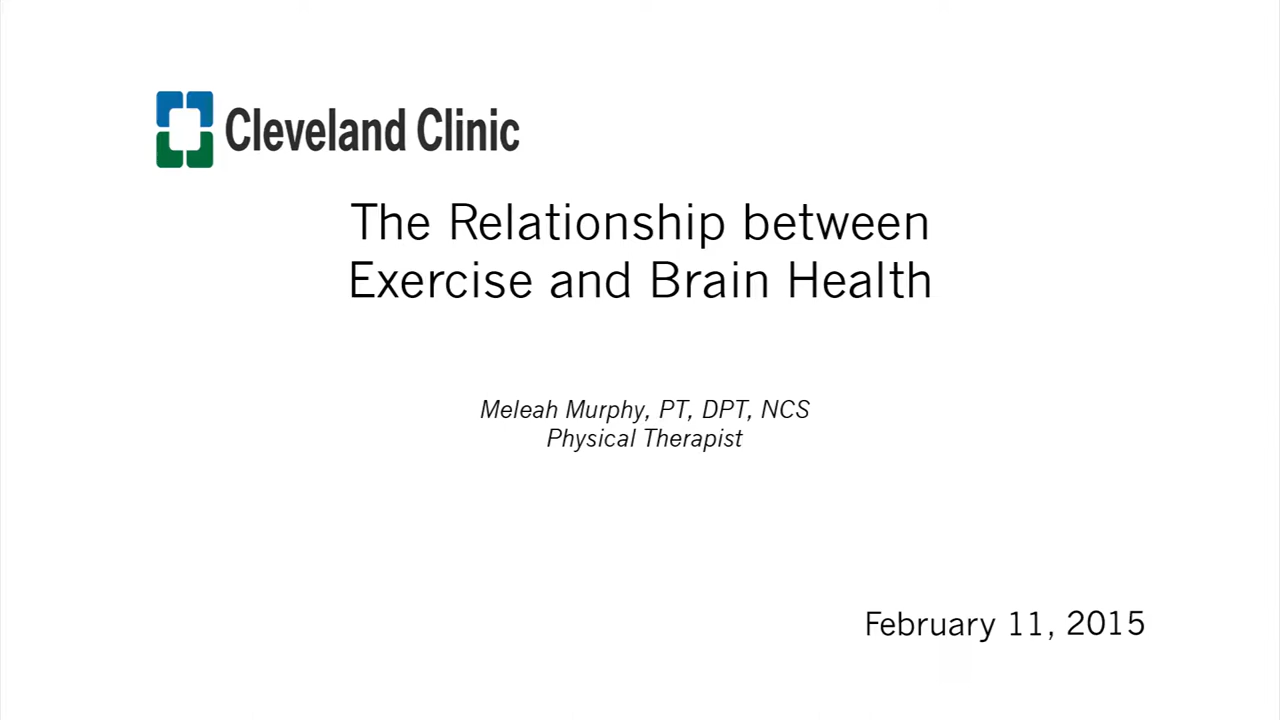 Cleveland Clinic
The Relationship between
Exercise and Brain Health
Meleah Murphy, PT, DPT, NCS
Physical Therapist
February 11, 2015